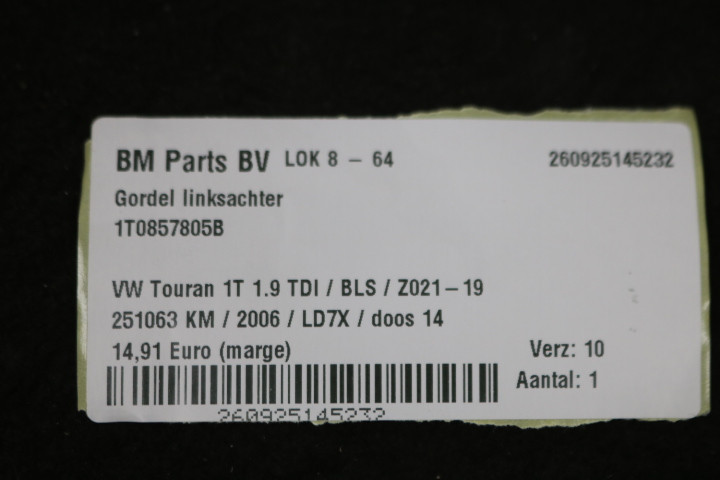 BM Parts BV LOK 8 - 64 260925145232
Gordel linksachter
1T0857805B
VW Touran 1T 1.9 TDI / BLS / Z021-19
251063 KM / 2006 / LD7X / doos 14
14,91 Euro (marge) Verz: 10
Aantal: 1
260925145232